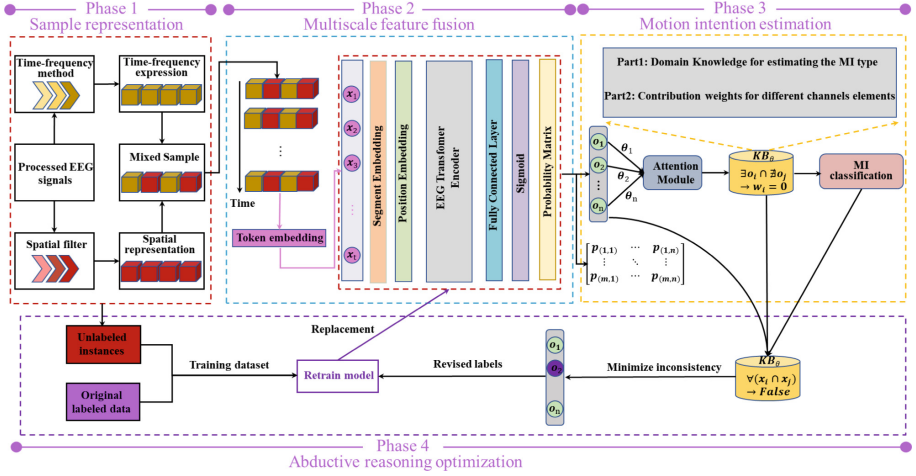 Phase 1
Sample representation
Phase 2
Multiscale feature fusion
Phase 3
Motion intention estimation
Time-frequency
method
Time-frequency
expression
Processed EEG
signals
Mixed Sample
Spatial filter
Spatial
representation
Time
Token embedding
x₁
x₂
x₃
⋮
x₁
Segment Embedding
Position Embedding
EEG Transfomer
Encoder
Fully Connected Layer
Sigmoid
Probability Matrix
Part1: Domain Knowledge for estimating the MI type
Part2: Contribution weights for different channels elements
o₁
o₂
⋮
oₙ
θ₁
θ₂
θₙ
Attention
Module
KB_θ
∃oᵢ ∩ ∄oⱼ
→ wᵢ = 0
MI
classification
p(1,1) ⋯ p(1,n)
⋮ ⋱ ⋮
p(m,1) ⋯ p(m,n)
Unlabeled
instances
Original
labeled data
Training dataset
Replacement
Retrain model
Revised labels
o₁
o₂
oₙ
Minimize inconsistency
KB_θ
∀(xᵢ ∩ xⱼ)
→ False
Phase 4
Abductive reasoning optimization